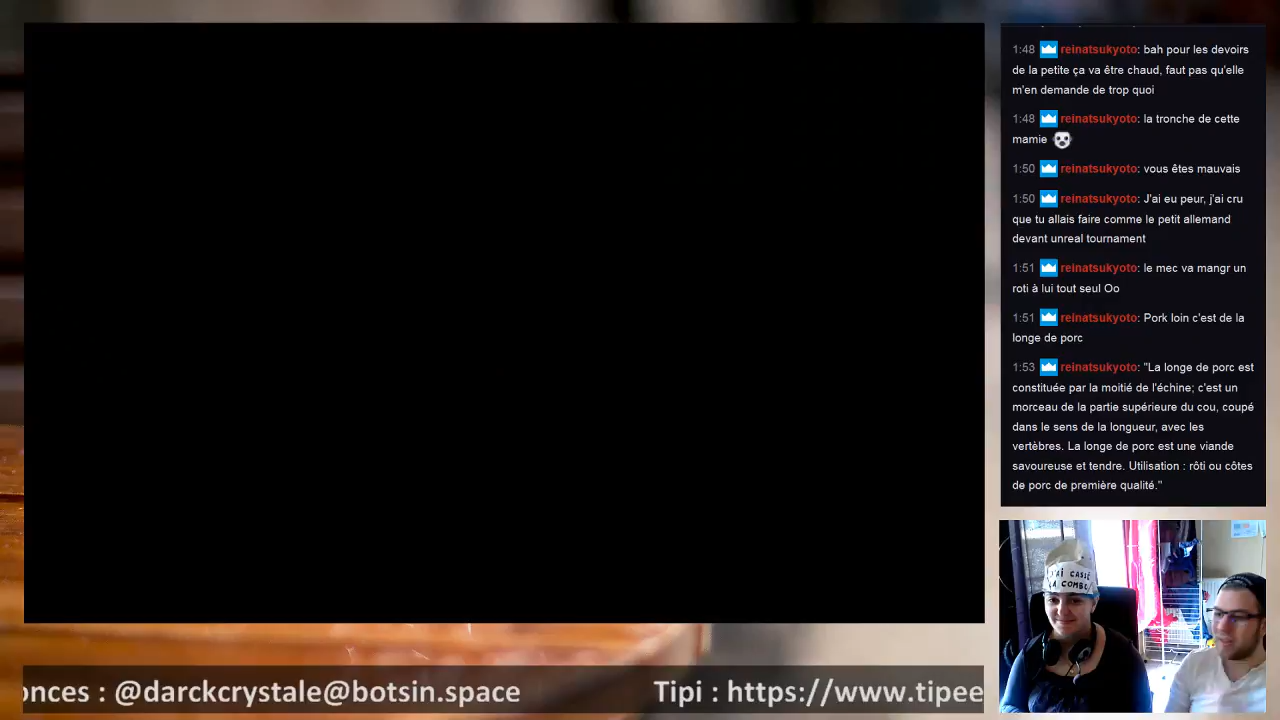 1:48 reinatsukyoto: bah pour les devoirs
de la petite ça va être chaud, faut pas qu'elle
m'en demande de trop quoi
1:48 reinatsukyoto: la tronche de cette
mamie
1:50 reinatsukyoto: vous êtes mauvais
1:50 reinatsukyoto: J'ai eu peur, j'ai cru
que tu allais faire comme le petit allemand
devant unreal tournament
1:51 reinatsukyoto: le mec va mangr un
roti à lui tout seul Oo
1:51 reinatsukyoto: Pork loin c'est de la
longe de porc
1:53 reinatsukyoto: "La longe de porc est
constituée par la moitié de l'échine; c'est un
morceau de la partie supérieure du cou, coupé
dans le sens de la longueur, avec les
vertèbres. La longe de porc est une viande
savoureuse et tendre. Utilisation : rôti ou côtes
de porc de première qualité."
J'AI CASSÉ
LA COMBO
onces : @darckcrystale@botsin.space Tipi : https://www.tipee